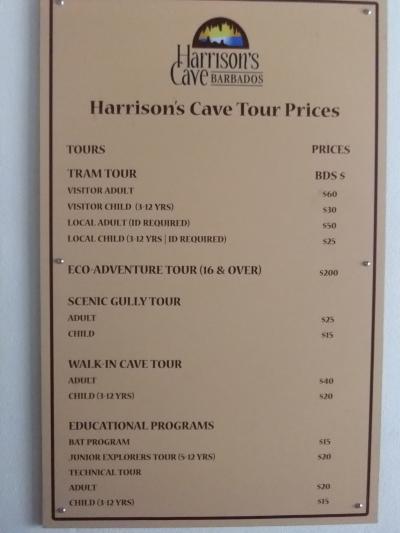 Harrison's
Cave BARBADOS
Harrison's Cave Tour Prices
TOURS PRICES
TRAM TOUR BDS $
VISITOR ADULT $60
VISITOR CHILD (3-12 YRS) $30
LOCAL ADULT (ID REQUIRED) $50
LOCAL CHILD (3-12 YRS | ID REQUIRED) $25
ECO-ADVENTURE TOUR (16 & OVER) $200
SCENIC GULLY TOUR
ADULT $25
CHILD $15
WALK-IN CAVE TOUR
ADULT $40
CHILD (3-12 YRS) $20
EDUCATIONAL PROGRAMS
BAT PROGRAM $15
JUNIOR EXPLORERS TOUR (5-12 YRS) $20
TECHNICAL TOUR
ADULT $20
CHILD (3-12 YRS) $15